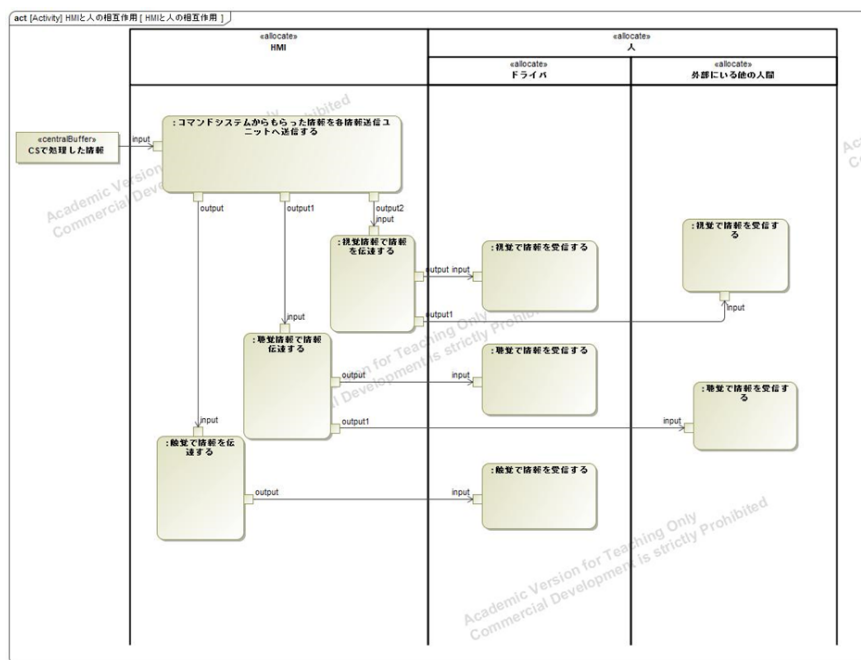 act [Activity] HMIと人の相互作用 [ HMIと人の相互作用 ]
«allocate»
HMI
«allocate»
人
«allocate»
ドライバ
«allocate»
外部にいる他の人間
«centralBuffer»
CSで処理した情報
input
: コマンドシステムからもらった情報を各情報送信ユ
ニットへ送信する
output
output1
output2
input
: 視覚情報で情報
を伝達する
output
input
: 視覚で情報を受信する
: 視覚で情報を受信す
る
output1
input
input
: 聴覚情報で情報
伝達する
output
input
: 聴覚で情報を受信する
output1
input
: 聴覚で情報を受信す
る
input
:触覚で情報を伝
達する
output
input
: 触覚で情報を受信する
Academic Version for Teaching Only
Commercial Development is strictly Prohibited